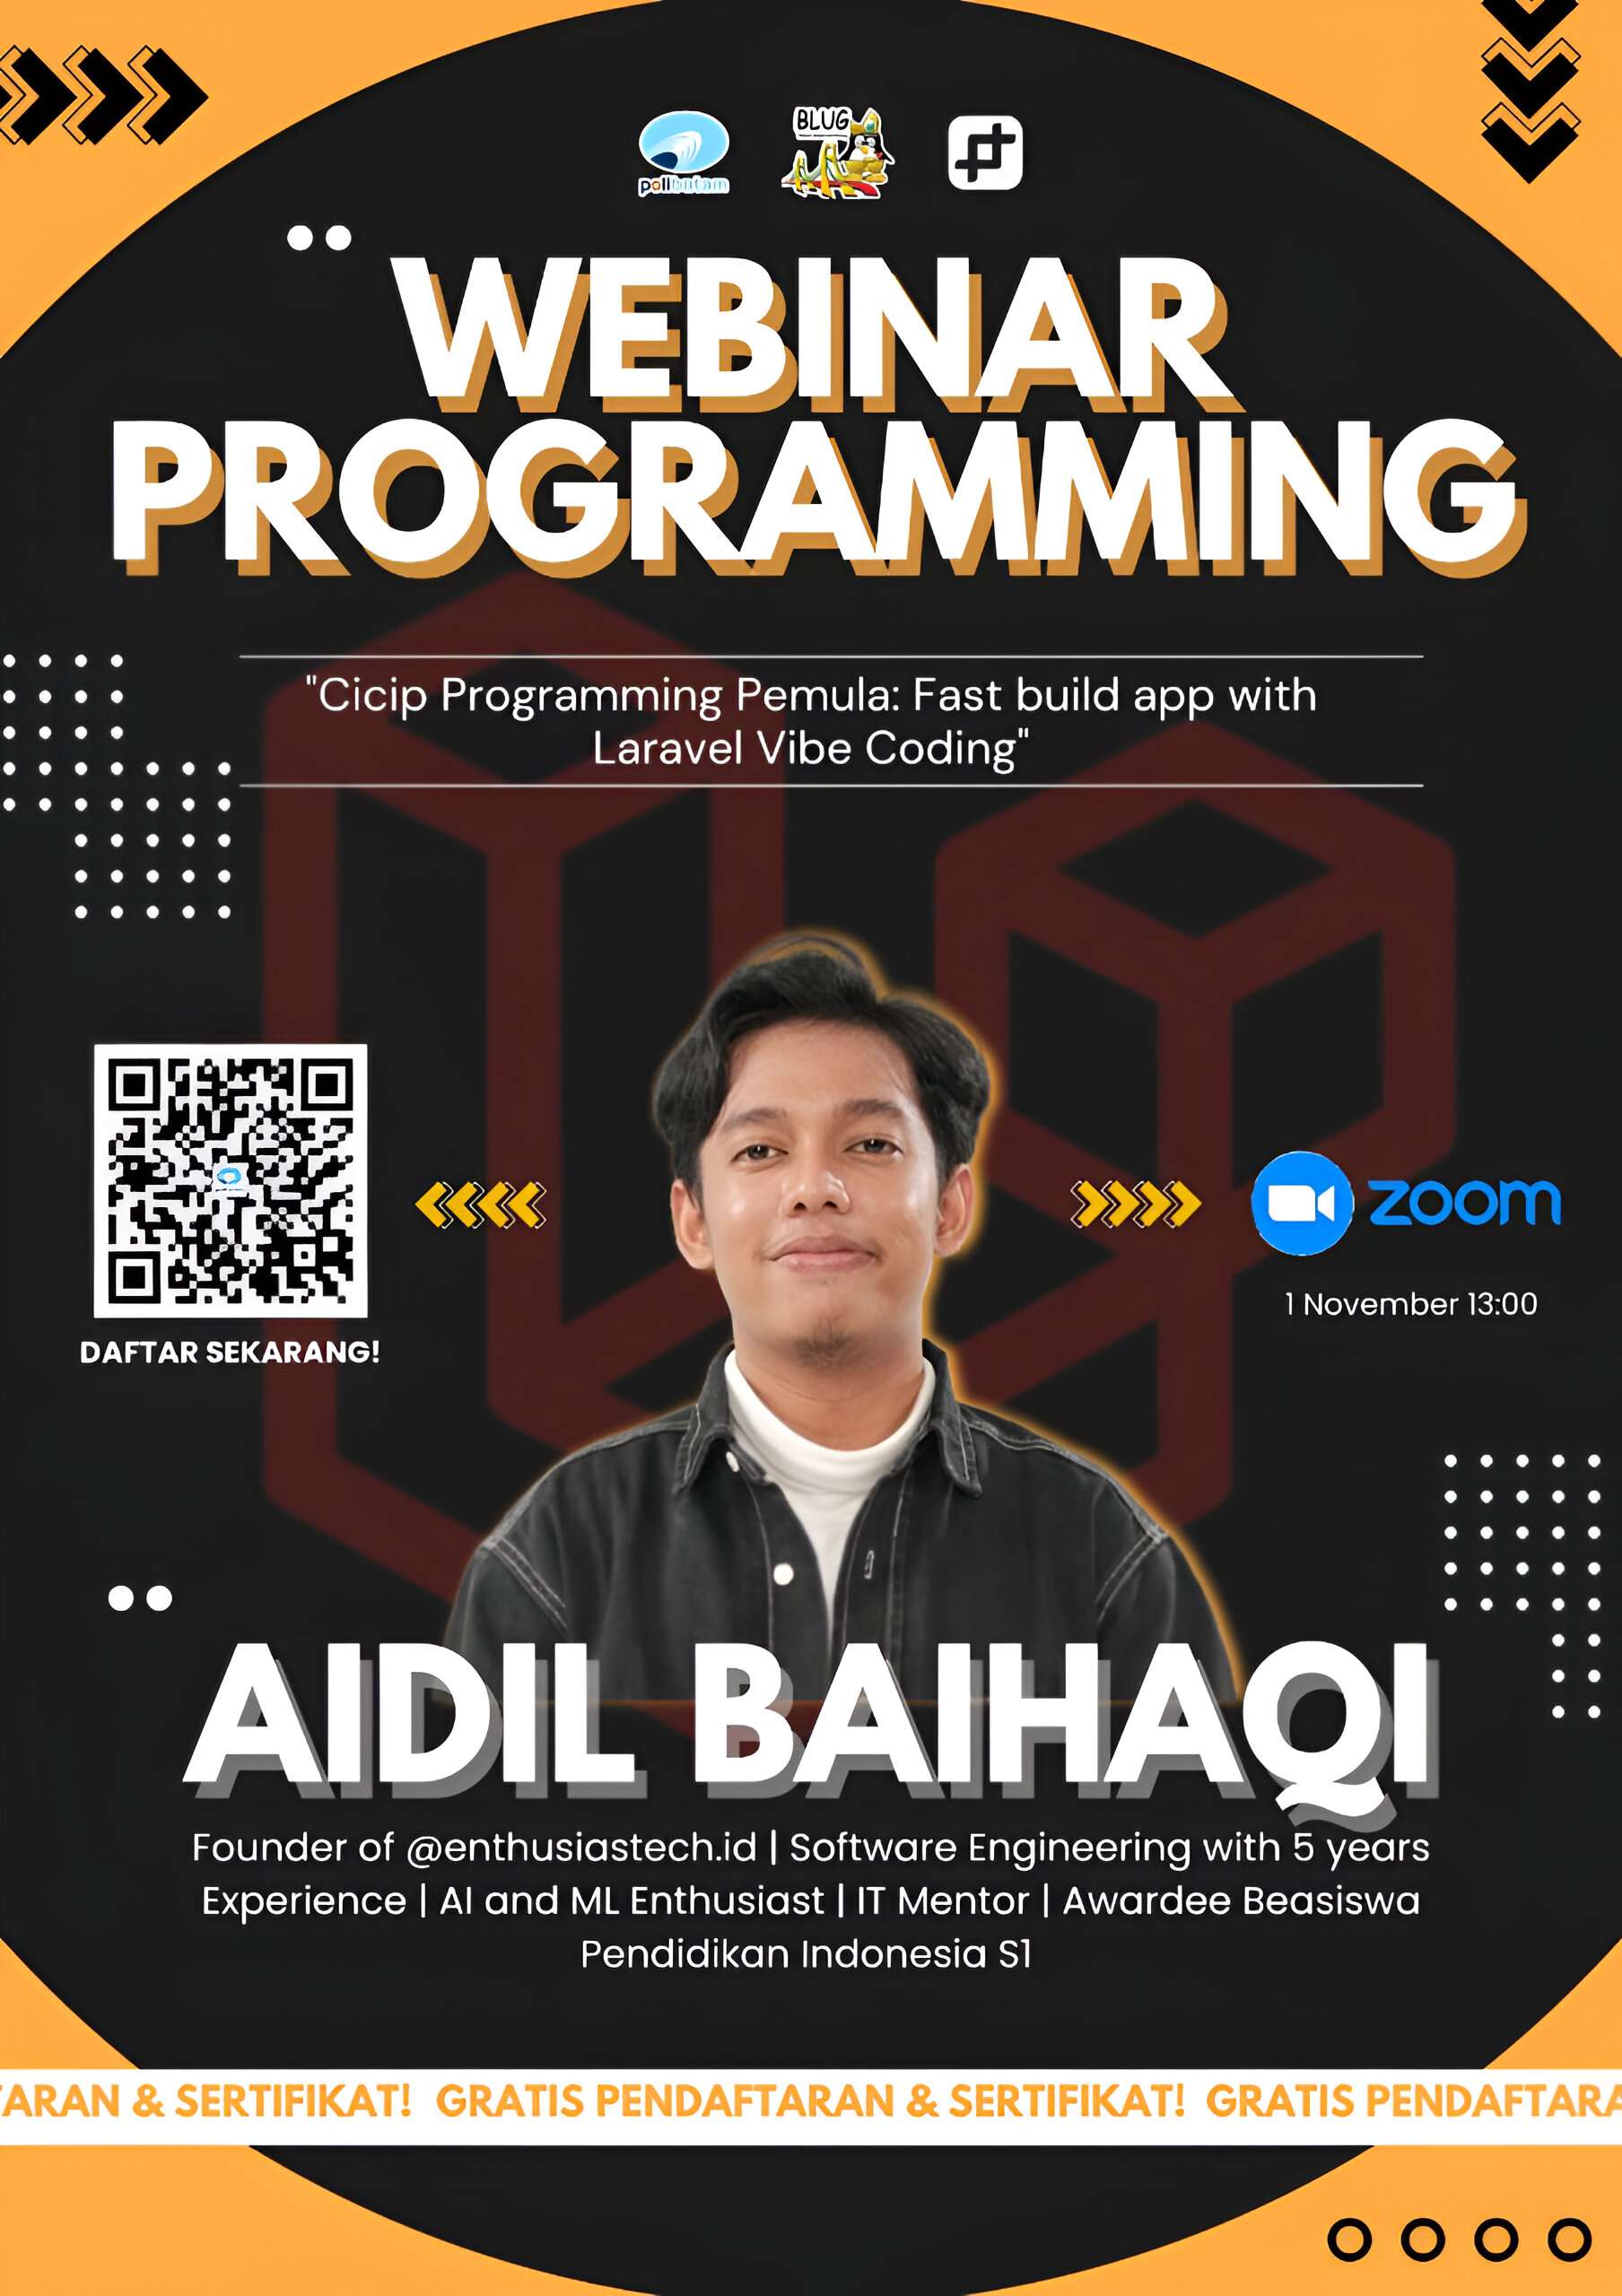 polibatam
BLUG
WEBINAR
PROGRAMMING
"Cicip Programming Pemula: Fast build app with
Laravel Vibe Coding"
DAFTAR SEKARANG!
zoom
1 November 13:00
AIDIL BAIHAQI
Founder of @enthusiastech.id | Software Engineering with 5 years
Experience | AI and ML Enthusiast | IT Mentor | Awardee Beasiswa
Pendidikan Indonesia S1
TARAN & SERTIFIKAT! GRATIS PENDAFTARAN & SERTIFIKAT! GRATIS PENDAFTARA